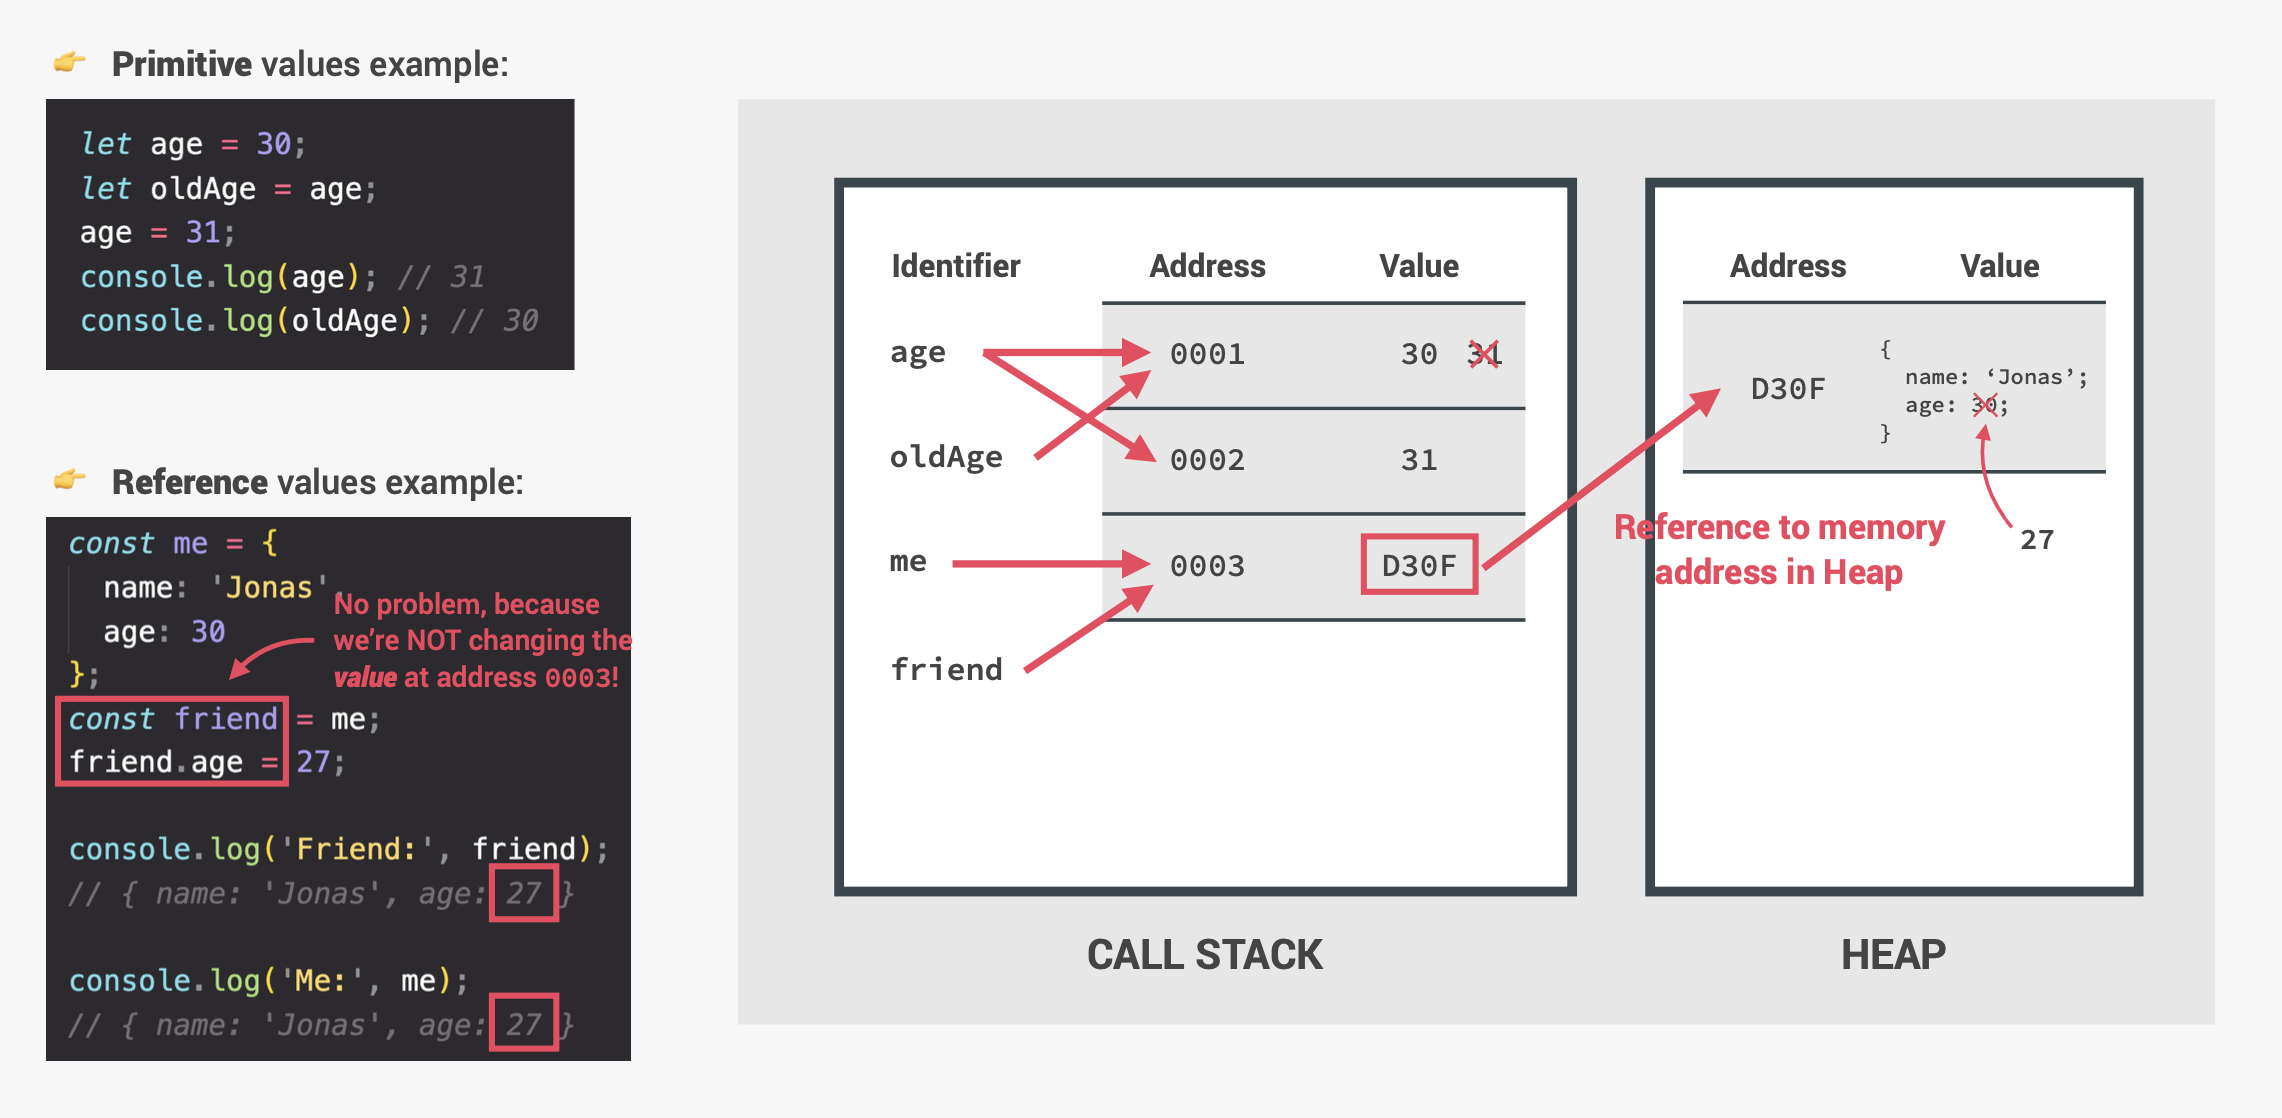 Primitive values example:
let age = 30;
let oldAge = age;
age = 31;
console.log(age); // 31
console.log(oldAge); // 30
Reference values example:
const me = {
name: 'Jonas',
age: 30
};
No problem, because
we’re NOT changing the
value at address 0003!
const friend = me;
friend.age = 27;
console.log('Friend:', friend);
// { name: 'Jonas', age: 27 }
console.log('Me:', me);
// { name: 'Jonas', age: 27 }
Identifier Address Value
age 0001 30 31
oldAge 0002 31
me 0003 D30F
friend
CALL STACK
Address Value
D30F
{
name: ‘Jonas’;
age: 30;
}
27
Reference to memory
address in Heap
HEAP